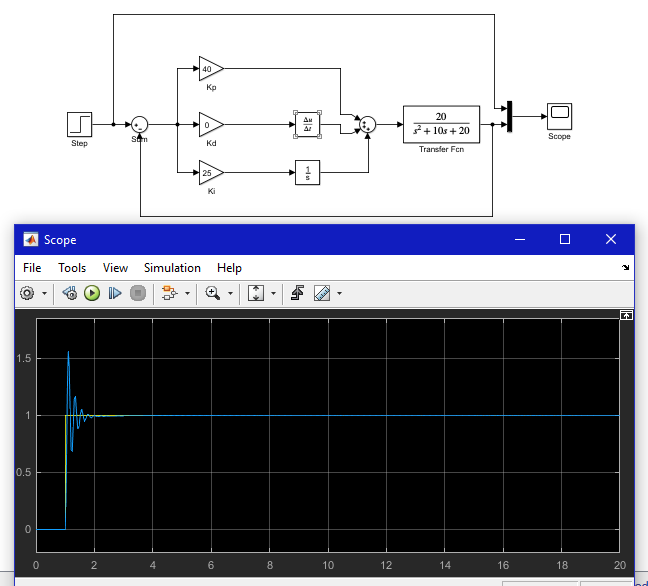 40
Kp
Step
Sum
0
Kd
Δu
Δt
20
s² + 10s + 20
Transfer Fcn
Scope
25
Ki
1
s
Scope
File Tools View Simulation Help
1.5
1
0.5
0
0 2 4 6 8 10 12 14 16 18 20